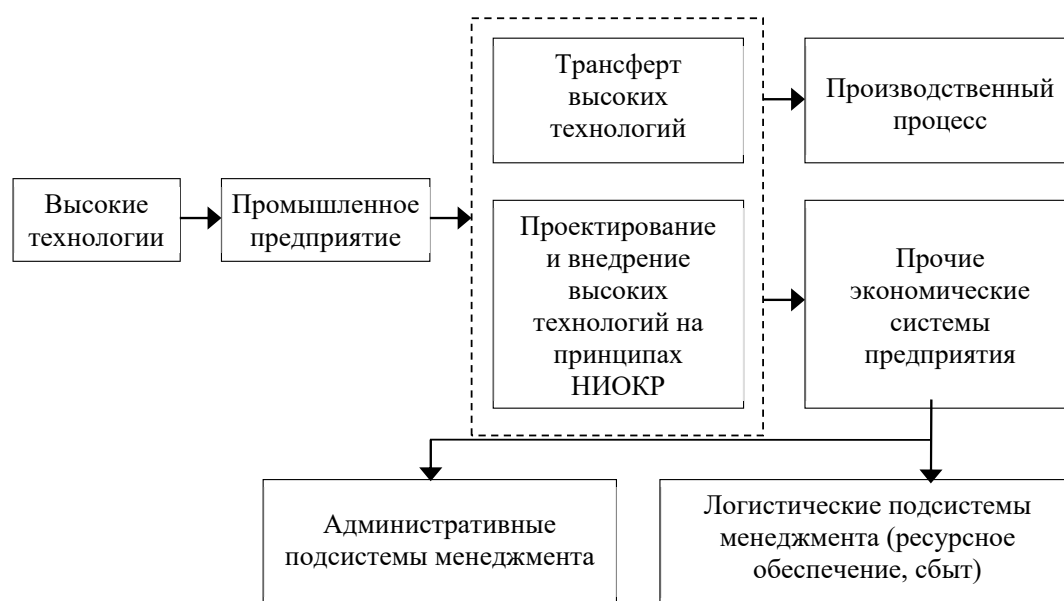 Трансферт
высоких
технологий
Производственный
процесс
Высокие
технологии
Промышленное
предприятие
Проектирование
и внедрение
высоких
технологий на
принципах
НИОКР
Прочие
экономические
системы
предприятия
Административные
подсистемы менеджмента
Логистические подсистемы
менеджмента (ресурсное
обеспечение, сбыт)